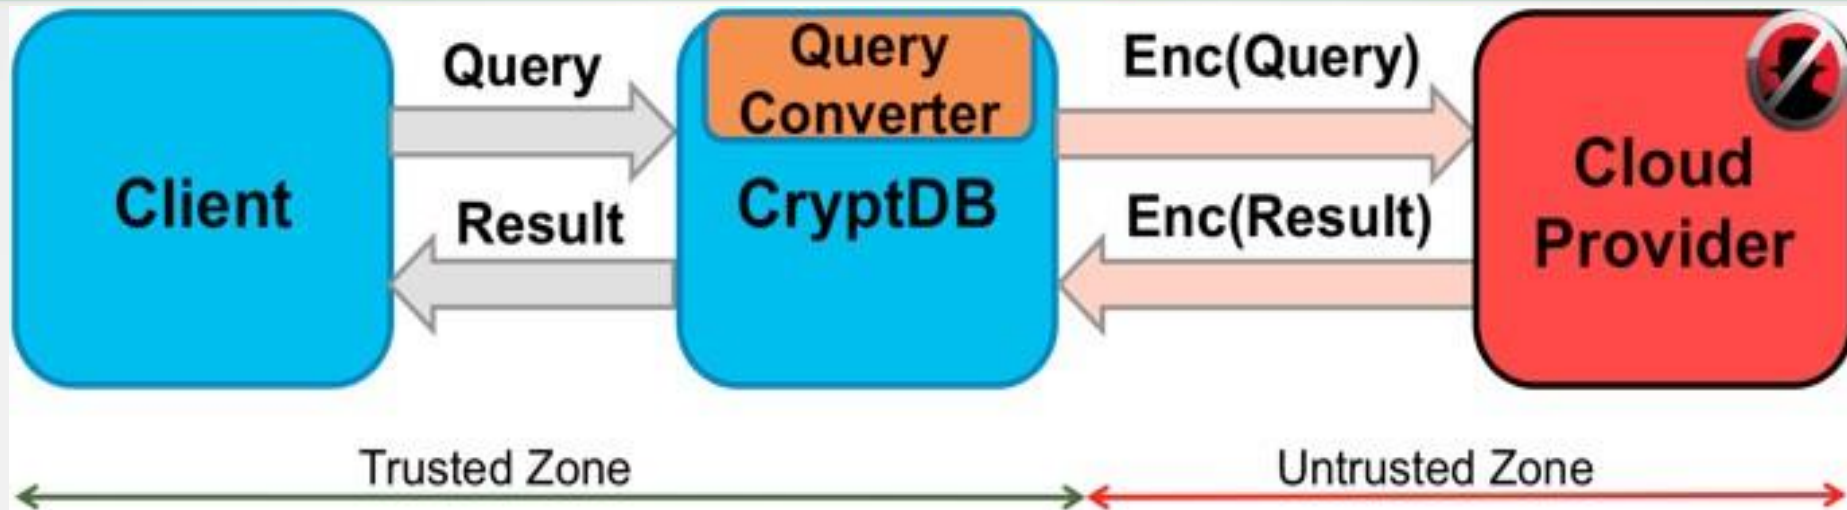 Client
Query
Result
Query
Converter
CryptDB
Enc(Query)
Enc(Result)
Cloud
Provider
Trusted Zone
Untrusted Zone